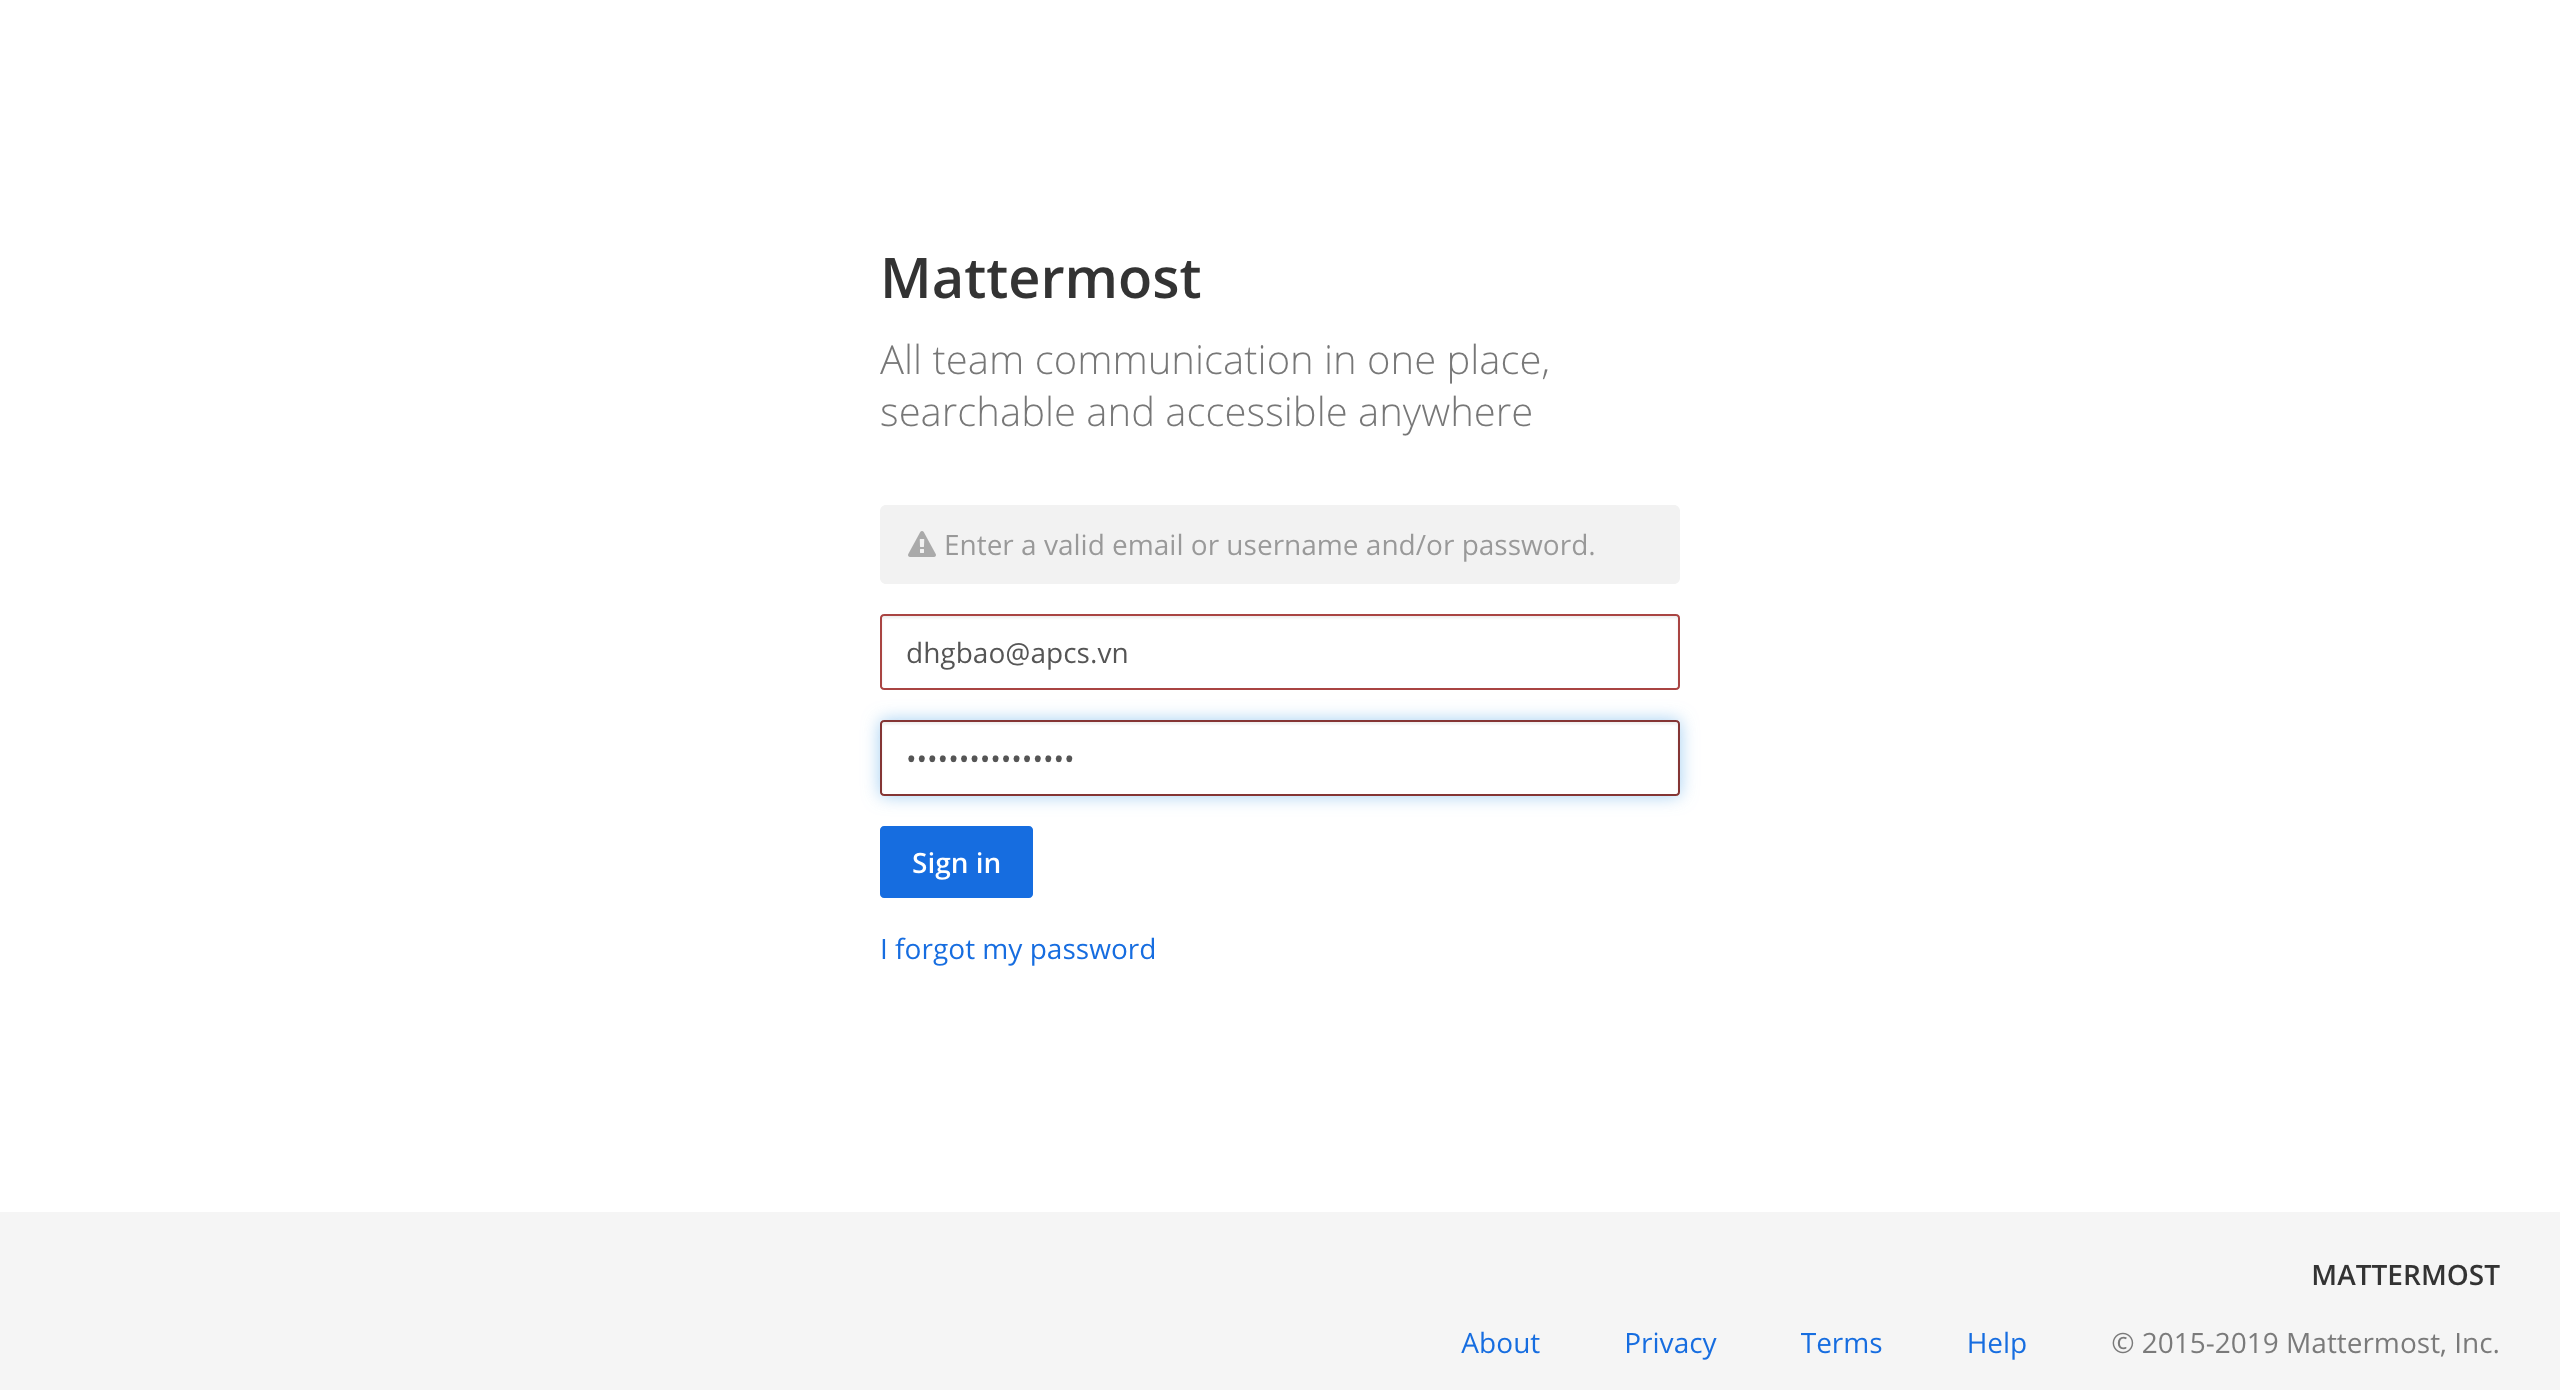 Mattermost
All team communication in one place,
searchable and accessible anywhere
Enter a valid email or username and/or password.
dhgbao@apcs.vn
••••••••••••••••
Sign in
I forgot my password
MATTERMOST
About Privacy Terms Help © 2015-2019 Mattermost, Inc.